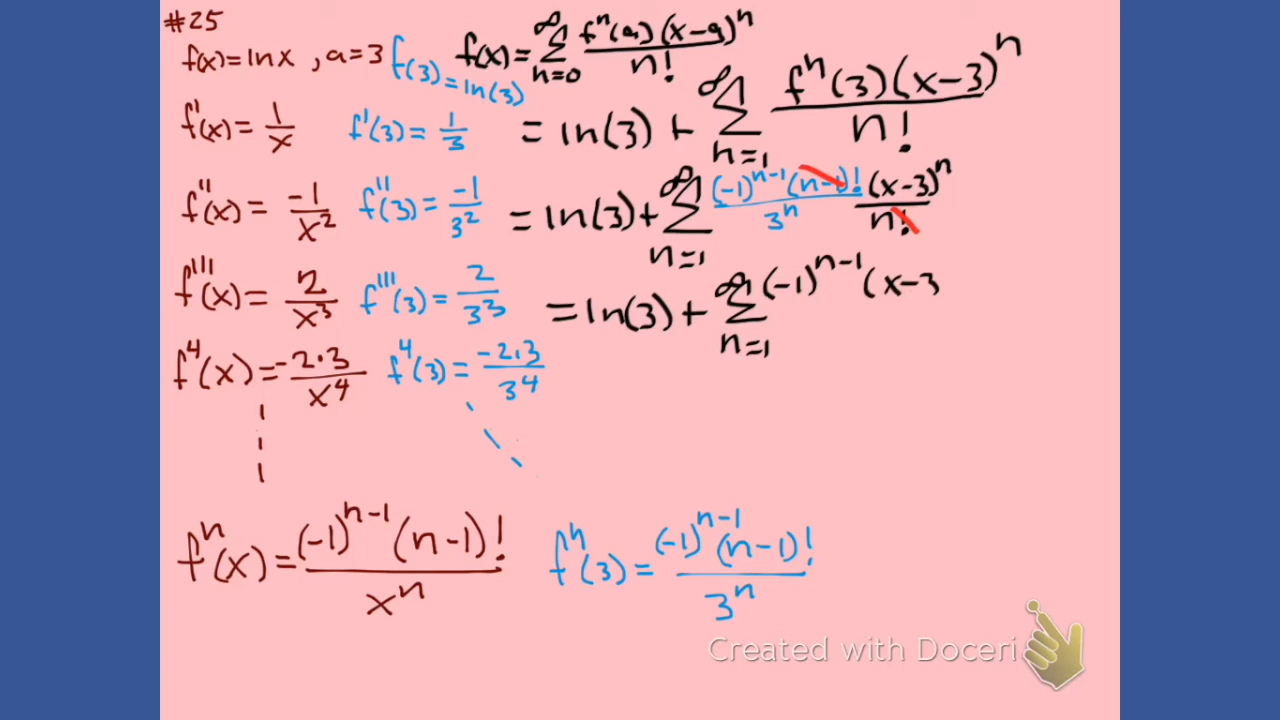 #25
f(x) = ln x , a = 3 f(3) = ln(3) f(x) = ∞ Σ n=0 fⁿ(a) (x-a)ⁿ / n!
f'(x) = 1/x f'(3) = 1/3 = ln(3) + ∞ Σ n=1 fⁿ(3) (x-3)ⁿ / n!
f''(x) = -1/x² f''(3) = -1/3² = ln(3) + ∞ Σ n=1 (-1)ⁿ⁻¹ (n-1)! / 3ⁿ (x-3)ⁿ / n!
f'''(x) = 2/x³ f'''(3) = 2/3³ = ln(3) + ∞ Σ n=1 (-1)ⁿ⁻¹ (x-3
f⁴(x) = -2·3/x⁴ f⁴(3) = -2·3/3⁴
fⁿ(x) = (-1)ⁿ⁻¹ (n-1)! / xⁿ fⁿ(3) = (-1)ⁿ⁻¹ (n-1)! / 3ⁿ
Created with Doceri